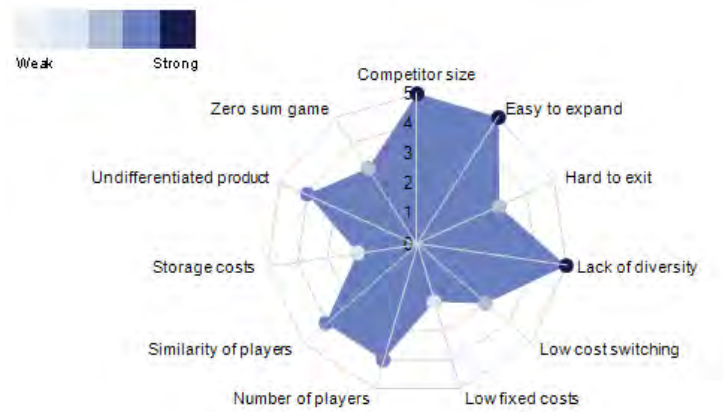 Weak
Strong
Competitor size
Zero sum game
Easy to expand
Undifferentiated product
Hard to exit
5
4
3
2
1
0
Storage costs
Lack of diversity
Similarity of players
Low cost switching
Number of players
Low fixed costs